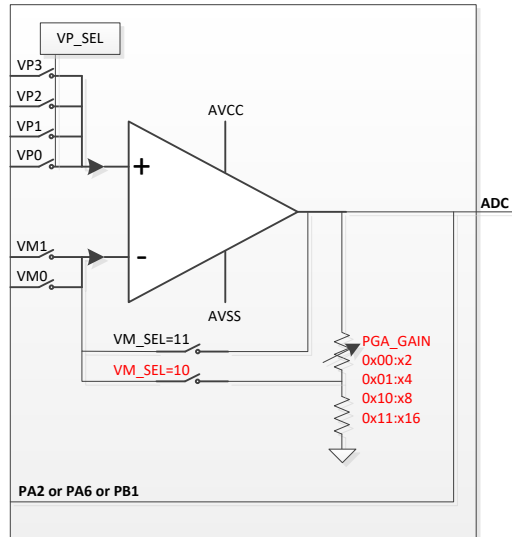 VP_SEL
VP3
VP2
VP1
VP0
AVCC
+
ADC
VM1
VM0
-
AVSS
VM_SEL=11
VM_SEL=10
PGA_GAIN
0x00:x2
0x01:x4
0x10:x8
0x11:x16
PA2 or PA6 or PB1